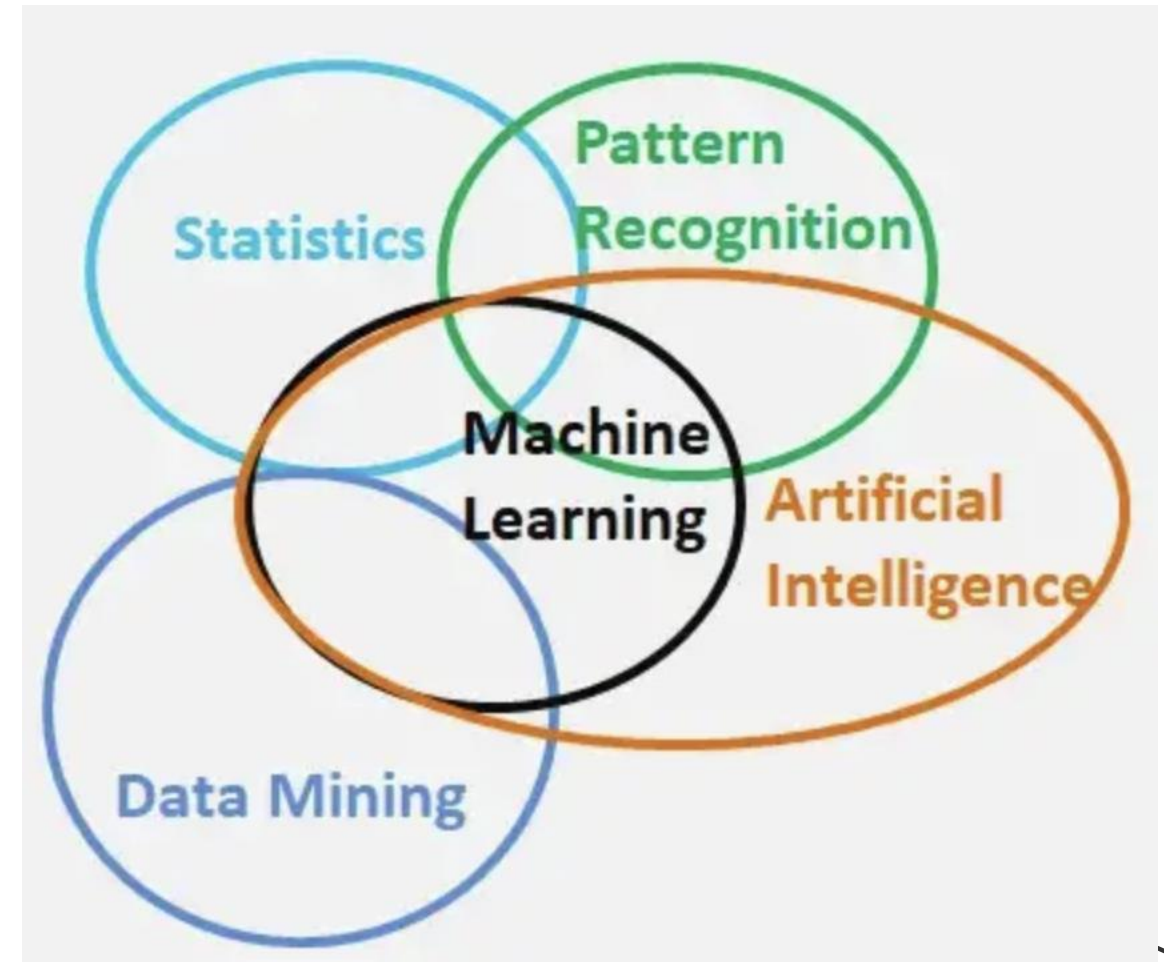 Statistics
Pattern
Recognition
Machine
Learning
Artificial
Intelligence
Data Mining